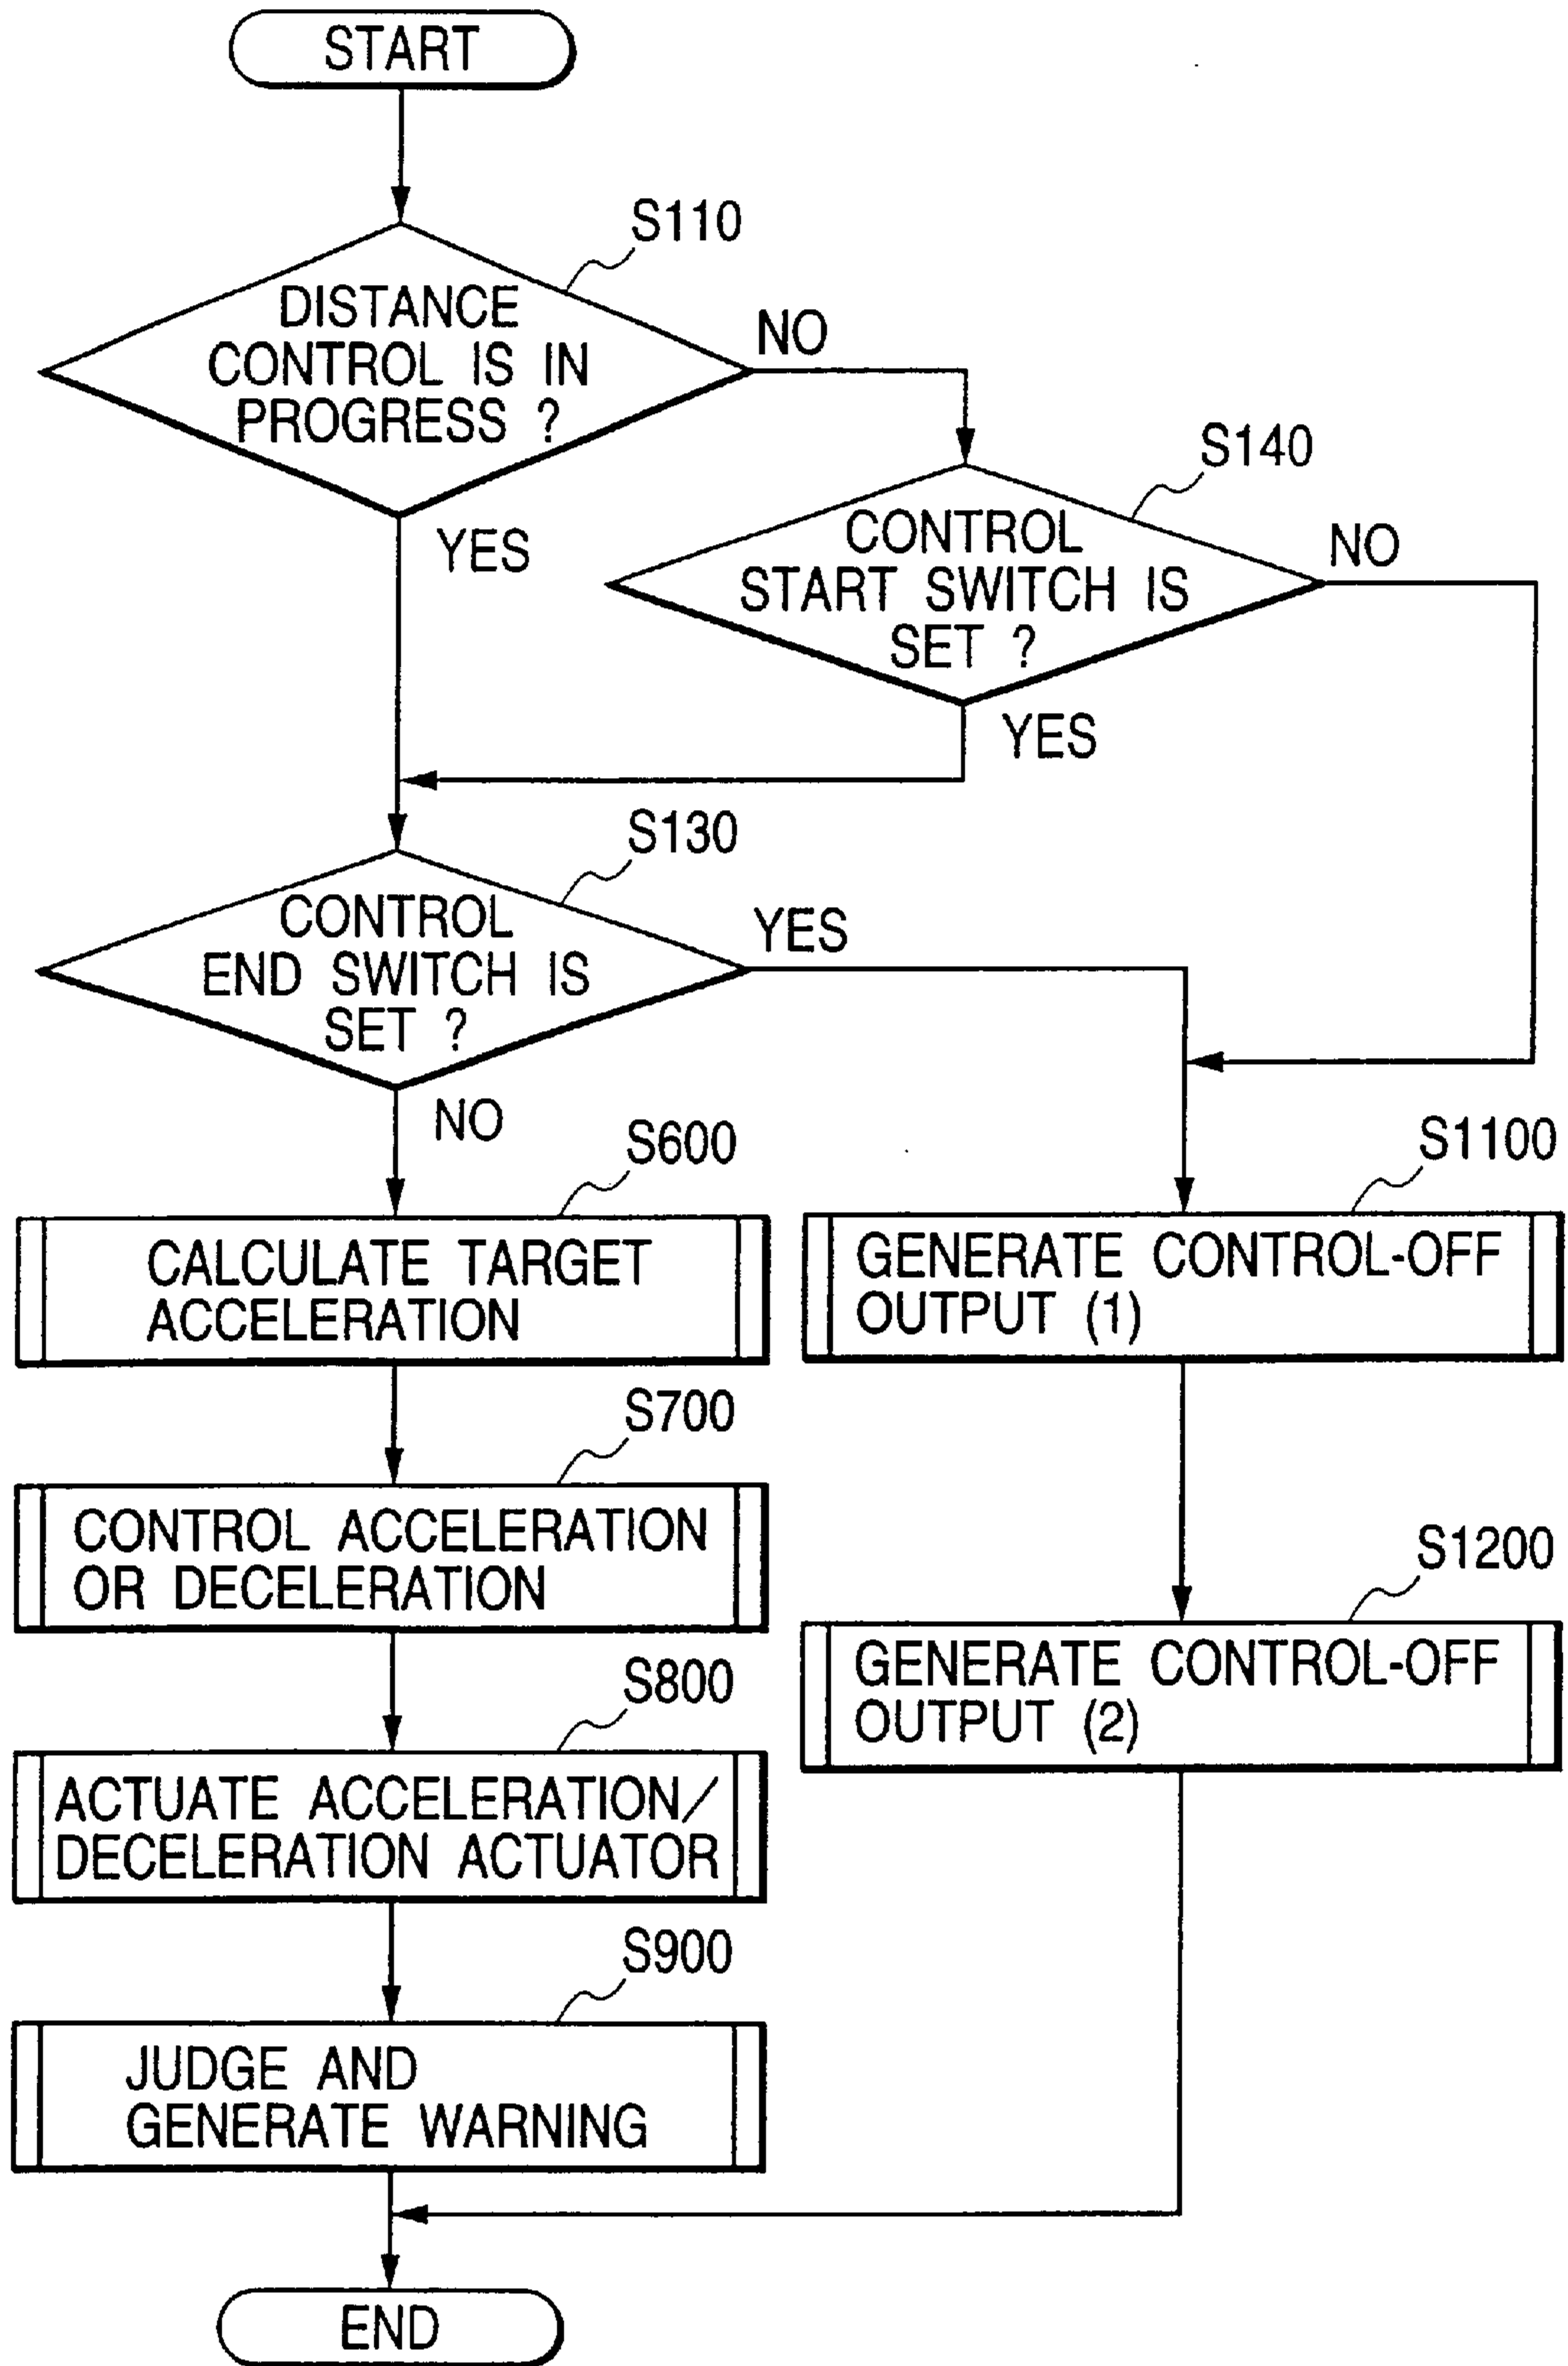 START
S110
DISTANCE
CONTROL IS IN
PROGRESS ?
NO
YES
S140
CONTROL
START SWITCH IS
SET ?
NO
YES
S130
CONTROL
END SWITCH IS
SET ?
YES
NO
S600
CALCULATE TARGET
ACCELERATION
S1100
GENERATE CONTROL-OFF
OUTPUT (1)
S700
CONTROL ACCELERATION
OR DECELERATION
S1200
GENERATE CONTROL-OFF
OUTPUT (2)
S800
ACTUATE ACCELERATION/
DECELERATION ACTUATOR
S900
JUDGE AND
GENERATE WARNING
END